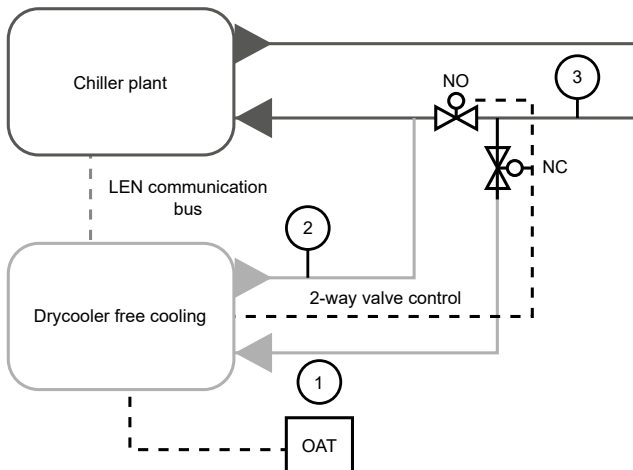 Chiller plant
3
NO
NC
LEN communication
bus
2
2-way valve control
Drycooler free cooling
1
OAT